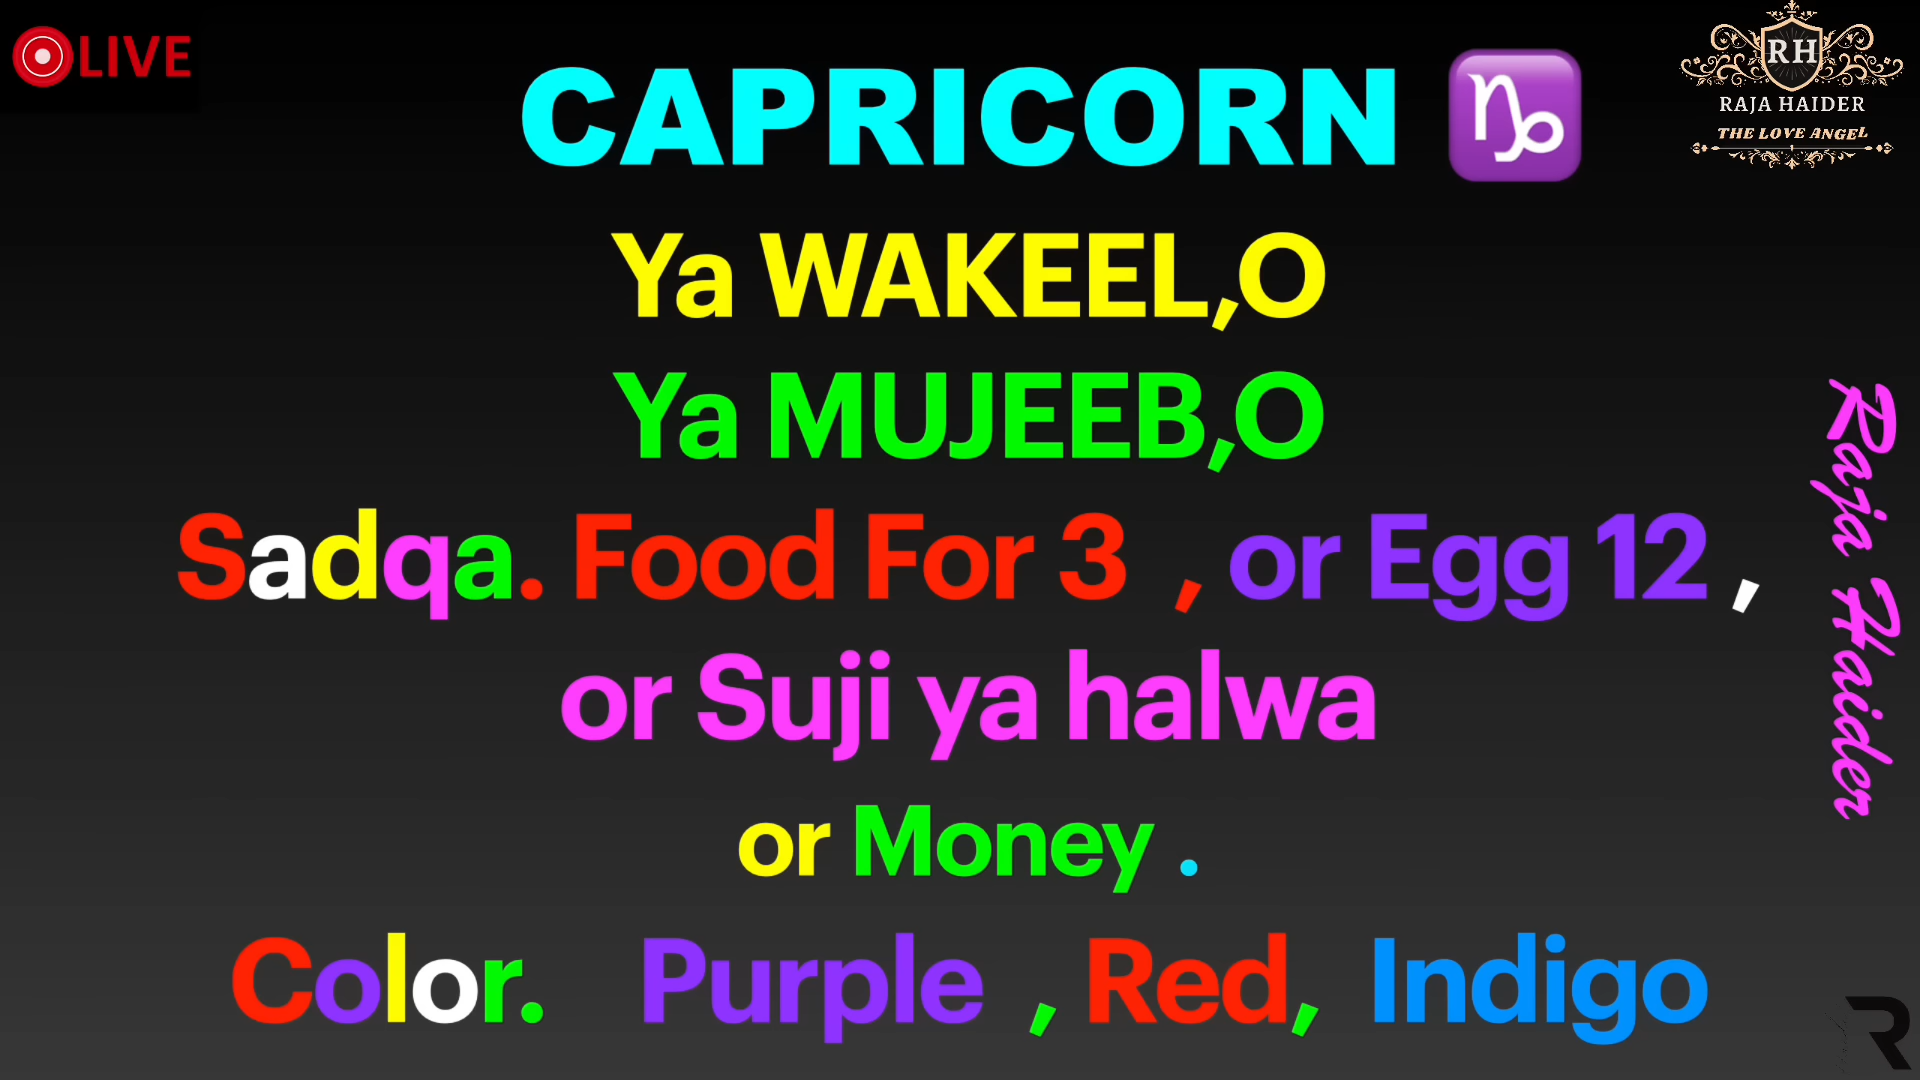 LIVE
CAPRICORN ♑
RH
RAJA HAIDER
THE LOVE ANGEL
Ya WAKEEL,O
Ya MUJEEB,O
Sadqa. Food For 3 , or Egg 12 ,
or Suji ya halwa
or Money .
Color. Purple , Red, Indigo
Raja Haider
R